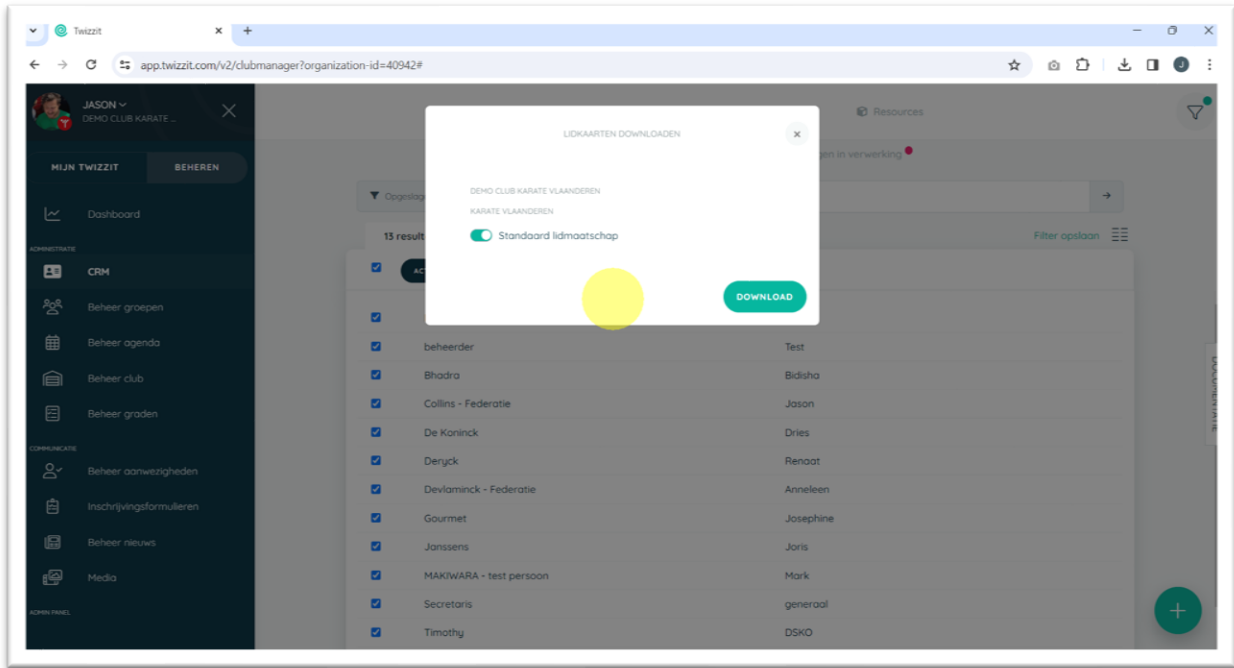 Twizzit
app.twizzit.com/v2/clubmanager?organization-id=40942#
J
JASON
DEMO CLUB KARATE ...
MIJN TWIZZIT
BEHEREN
Dashboard
ADMINISTRATIE
CRM
Beheer groepen
Beheer agenda
Beheer club
Beheer graden
COMMUNICATIE
Beheer aanwezigheden
Inschrijvingsformulieren
Beheer nieuws
Media
ADMIN PANEL
Resources
gen in verwerking
Opgeslag
13 result
Filter opslaan
AC
LIDKAARTEN DOWNLOADEN
DEMO CLUB KARATE VLAANDEREN
KARATE VLAANDEREN
Standaard lidmaatschap
DOWNLOAD
beheerder Test
Bhadra Bidisha
Collins - Federatie Jason
De Koninck Dries
Deryck Renaat
Devlaminck - Federatie Anneleen
Gourmet Josephine
Janssens Joris
MAKIWARA - test persoon Mark
Secretaris generaal
Timothy DSKO
DOCUMENTATIE